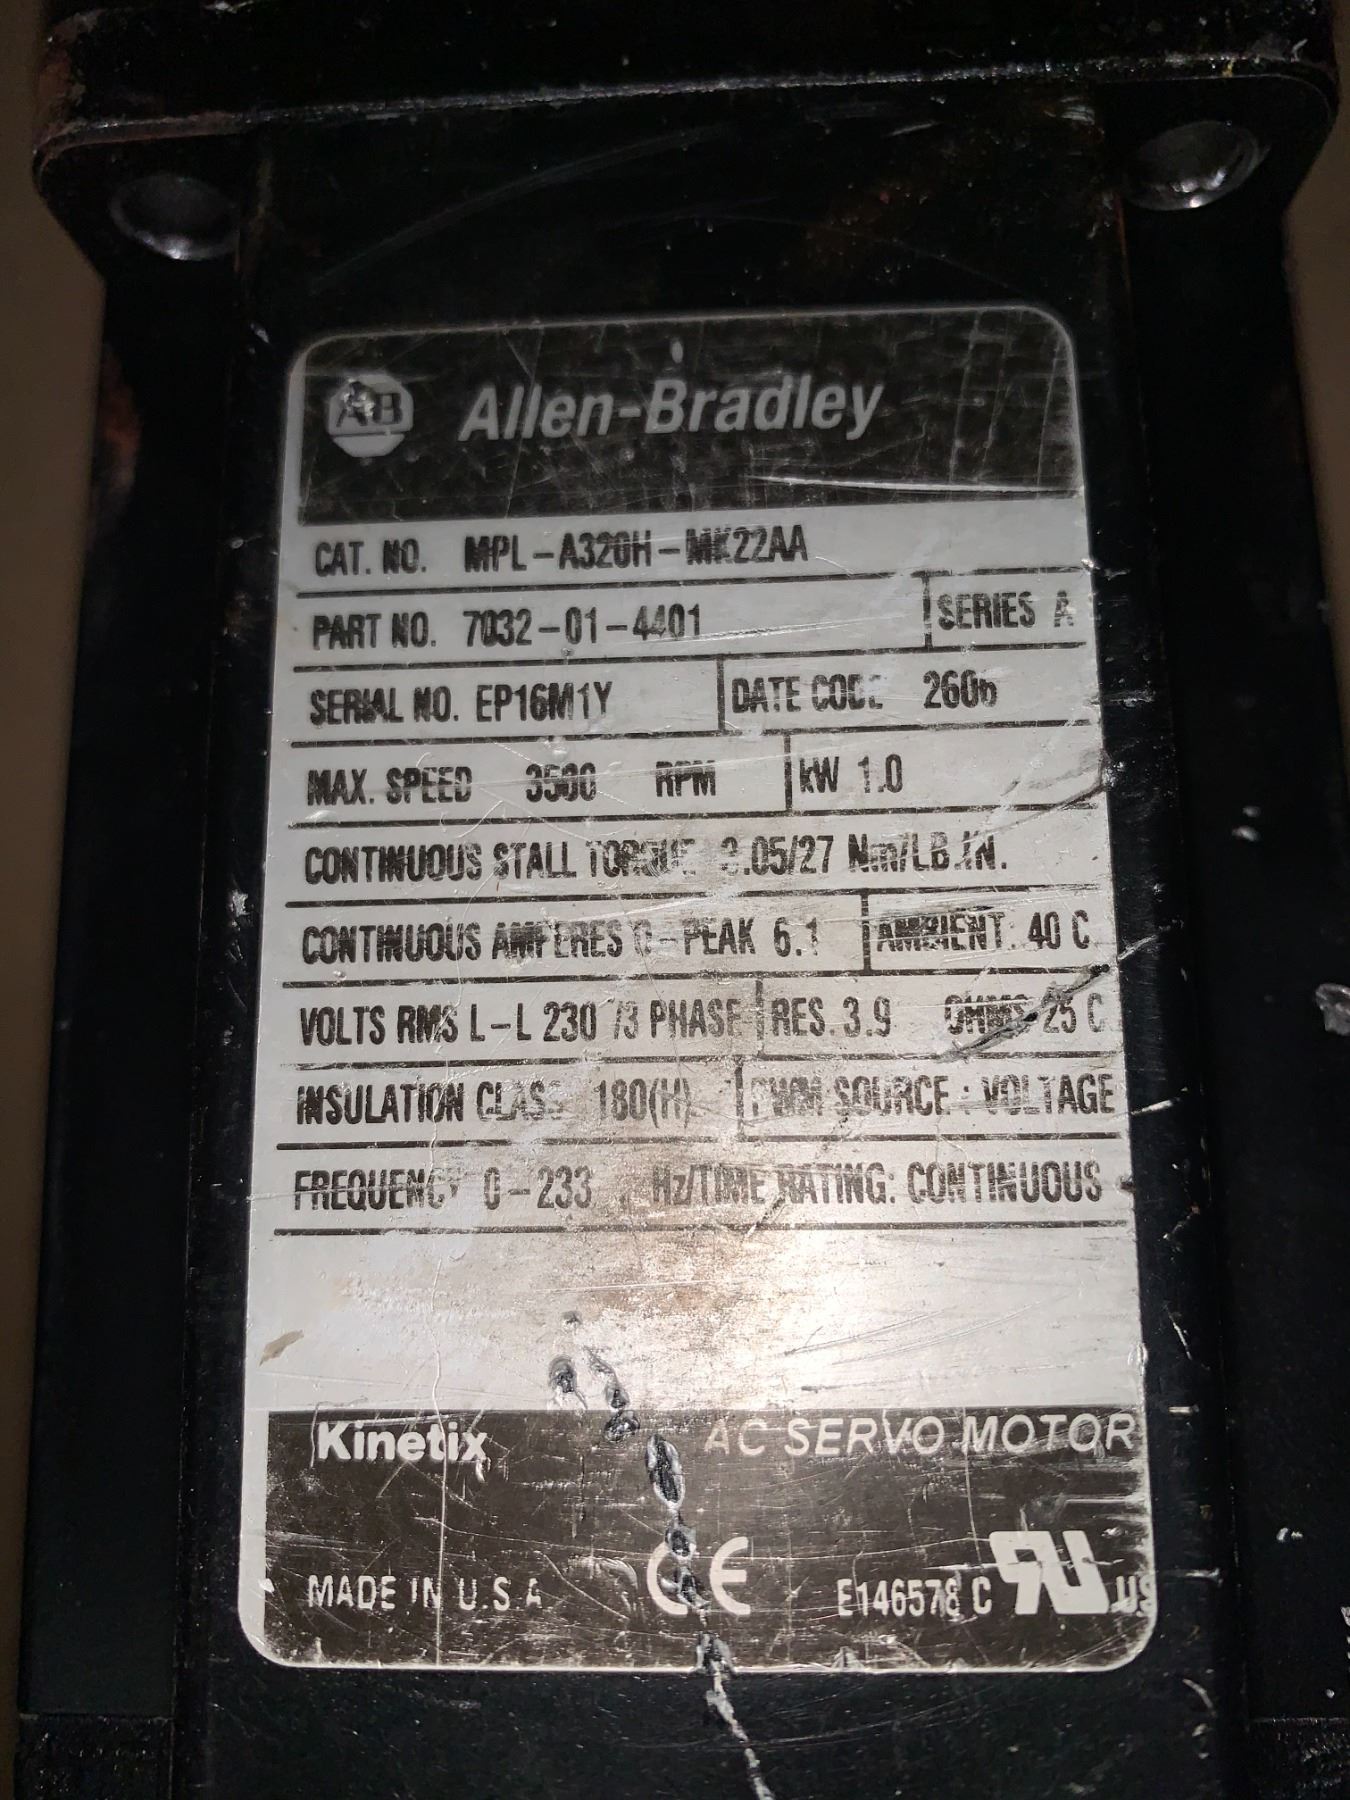 AB Allen-Bradley
CAT. NO. MPL-A320H-MK22AA
PART NO. 7032-01-4401 SERIES A
SERIAL NO. EP16M1Y DATE CODE 2606
MAX. SPEED 3500 RPM kW 1.0
CONTINUOUS STALL TORQUE 3.05/27 Nm/LB.IN.
CONTINUOUS AMPERES 0-PEAK 6.1 AMBIENT. 40 C
VOLTS RMS L-L 230 /3 PHASE RES. 3.9 OHMS 25 C
INSULATION CLASS 180(H) PWM SOURCE: VOLTAGE
FREQUENCY 0-233 Hz/TIME RATING: CONTINUOUS
Kinetix AC SERVO MOTOR
MADE IN U.S.A CE E146578 C RU US